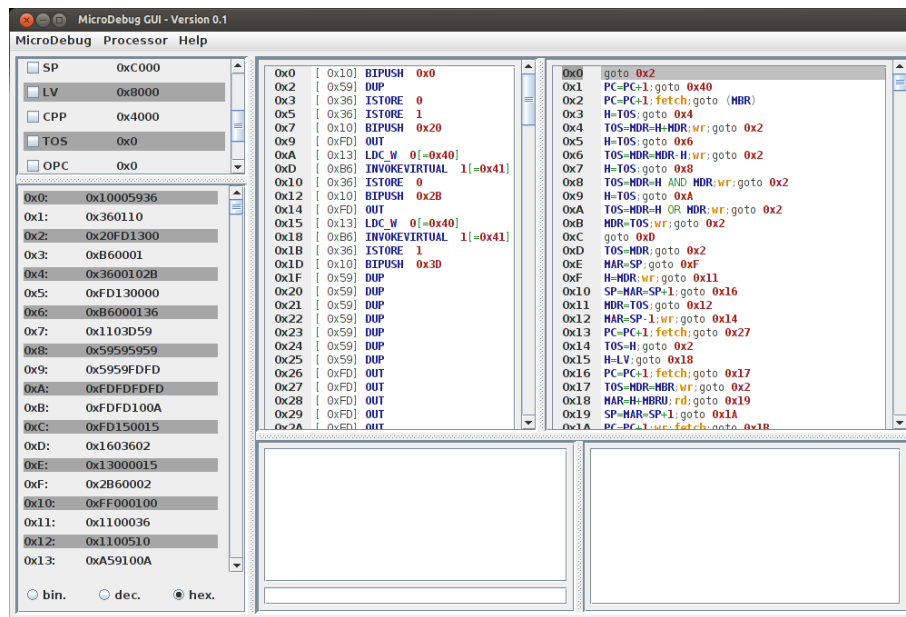 MicroDebug GUI - Version 0.1
MicroDebug Processor Help
SP 0xC000
LV 0x8000
CPP 0x4000
TOS 0x0
OPC 0x0
0x0: 0x10005936
0x1: 0x360110
0x2: 0x20FD1300
0x3: 0xB60001
0x4: 0x3600102B
0x5: 0xFD130000
0x6: 0xB6000136
0x7: 0x1103D59
0x8: 0x59595959
0x9: 0x5959FDFD
0xA: 0xFDFDFDFD
0xB: 0xFDFD100A
0xC: 0xFD150015
0xD: 0x1603602
0xE: 0x13000015
0xF: 0x2B60002
0x10: 0xFF000100
0x11: 0x1100036
0x12: 0x1100510
0x13: 0xA59100A
bin. dec. hex.
0x0 [ 0x10] BIPUSH 0x0
0x2 [ 0x59] DUP
0x3 [ 0x36] ISTORE 0
0x5 [ 0x36] ISTORE 1
0x7 [ 0x10] BIPUSH 0x20
0x9 [ 0xFD] OUT
0xA [ 0x13] LDC_W 0[=0x40]
0xD [ 0xB6] INVOKEVIRTUAL 1[=0x41]
0x10 [ 0x36] ISTORE 0
0x12 [ 0x10] BIPUSH 0x2B
0x14 [ 0xFD] OUT
0x15 [ 0x13] LDC_W 0[=0x40]
0x18 [ 0xB6] INVOKEVIRTUAL 1[=0x41]
0x1B [ 0x36] ISTORE 1
0x1D [ 0x10] BIPUSH 0x3D
0x1F [ 0x59] DUP
0x20 [ 0x59] DUP
0x21 [ 0x59] DUP
0x22 [ 0x59] DUP
0x23 [ 0x59] DUP
0x24 [ 0x59] DUP
0x25 [ 0x59] DUP
0x26 [ 0xFD] OUT
0x27 [ 0xFD] OUT
0x28 [ 0xFD] OUT
0x29 [ 0xFD] OUT
0x2A [ 0xFD] OUT
0x0 goto 0x2
0x1 PC=PC+1;goto 0x40
0x2 PC=PC+1;fetch;goto (MBR)
0x3 H=TOS;goto 0x4
0x4 TOS=MDR=H+MDR;wr;goto 0x2
0x5 H=TOS;goto 0x6
0x6 TOS=MDR=MDR-H;wr;goto 0x2
0x7 H=TOS;goto 0x8
0x8 TOS=MDR=H AND MDR;wr;goto 0x2
0x9 H=TOS;goto 0xA
0xA TOS=MDR=H OR MDR;wr;goto 0x2
0xB MDR=TOS;wr;goto 0x2
0xC goto 0xD
0xD TOS=MDR;goto 0x2
0xE MAR=SP;goto 0xF
0xF H=MDR;wr;goto 0x11
0x10 SP=MAR=SP+1;goto 0x16
0x11 MDR=TOS;goto 0x12
0x12 MAR=SP-1;wr;goto 0x14
0x13 PC=PC+1;fetch;goto 0x27
0x14 TOS=H;goto 0x2
0x15 H=LV;goto 0x18
0x16 PC=PC+1;fetch;goto 0x17
0x17 TOS=MDR=MBR;wr;goto 0x2
0x18 MAR=H+MBRU;rd;goto 0x19
0x19 SP=MAR=SP+1;goto 0x1A
0x1A PC=PC+1;wr;fetch;goto 0x1B